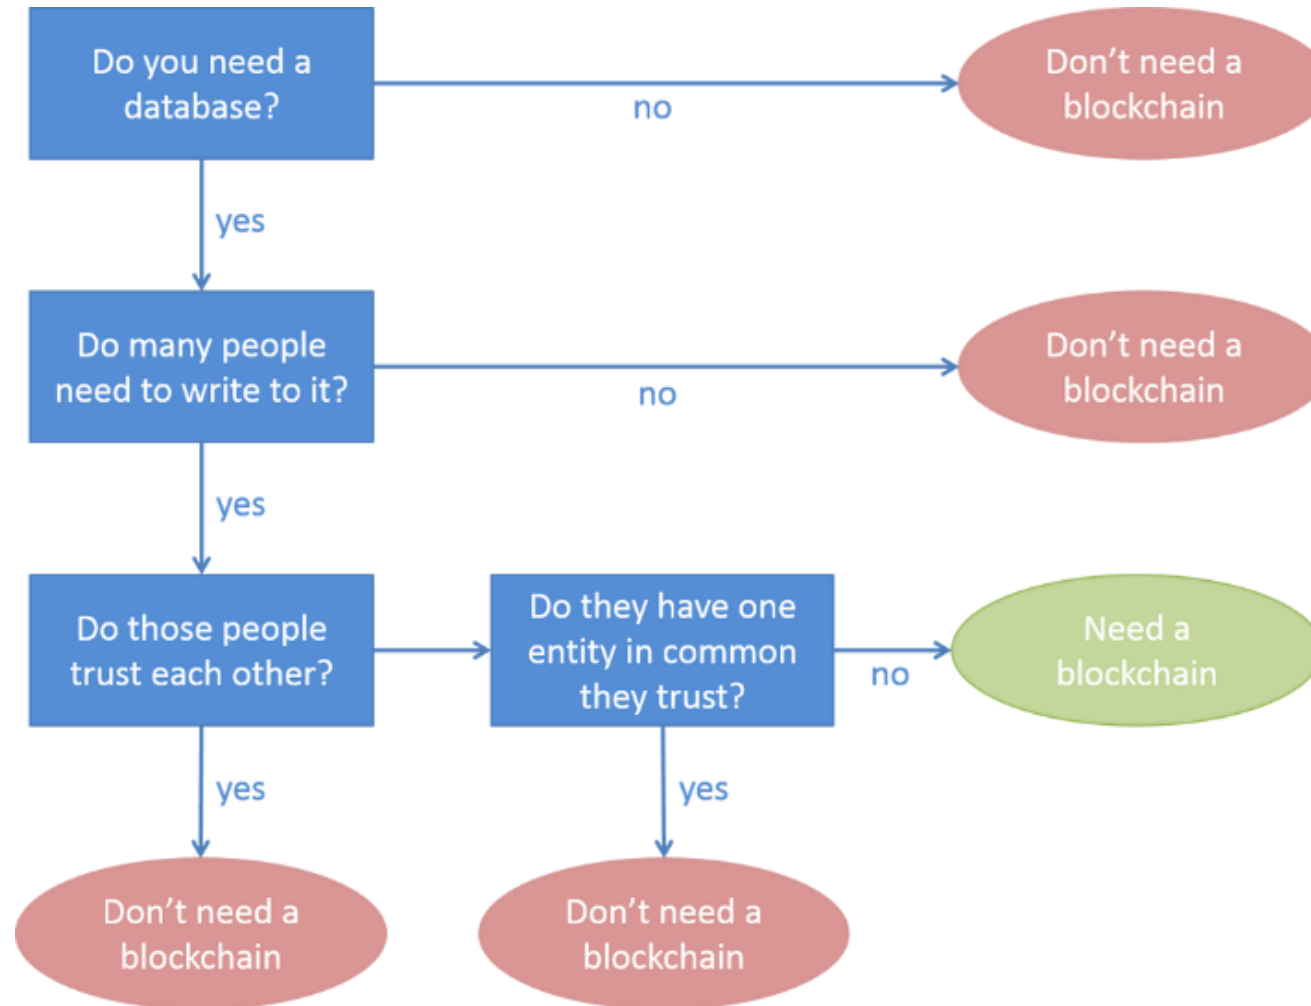 Do you need a
database?
no
Don't need a
blockchain
yes
Do many people
need to write to it?
no
Don't need a
blockchain
yes
Do those people
trust each other?
Do they have one
entity in common
they trust?
no
Need a
blockchain
yes
yes
Don't need a
blockchain
Don't need a
blockchain